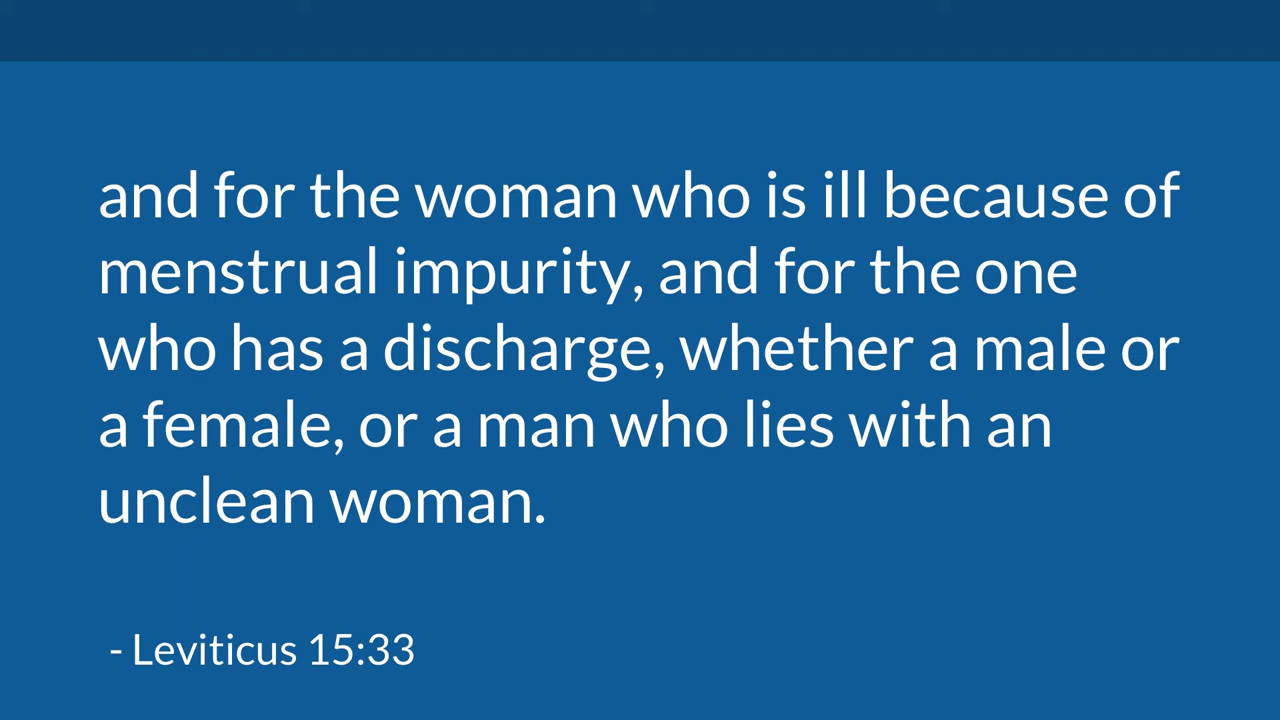 and for the woman who is ill because of
menstrual impurity, and for the one
who has a discharge, whether a male or
a female, or a man who lies with an
unclean woman.
- Leviticus 15:33